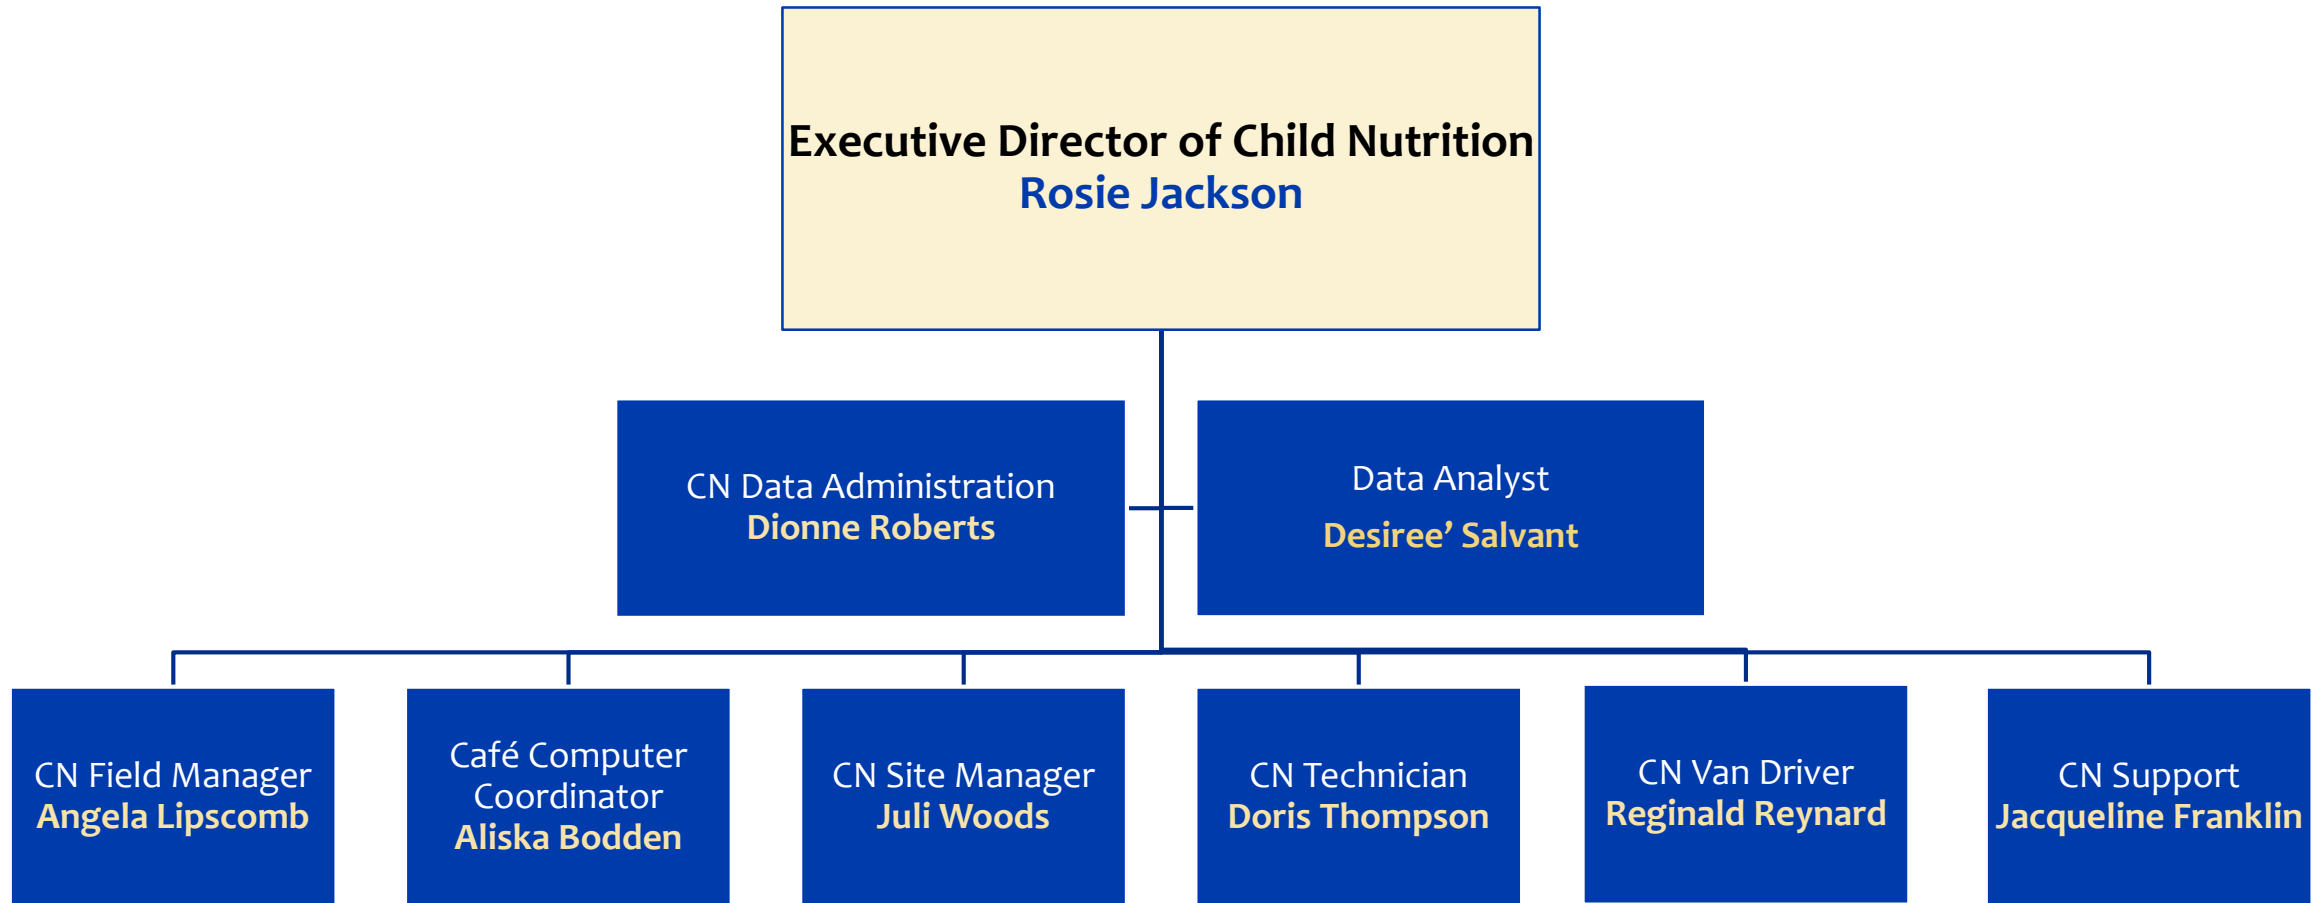 Executive Director of Child Nutrition
Rosie Jackson
CN Data Administration
Dionne Roberts
Data Analyst
Desiree’ Salvant
CN Field Manager
Angela Lipscomb
Café Computer
Coordinator
Aliska Bodden
CN Site Manager
Juli Woods
CN Technician
Doris Thompson
CN Van Driver
Reginald Reynard
CN Support
Jacqueline Franklin